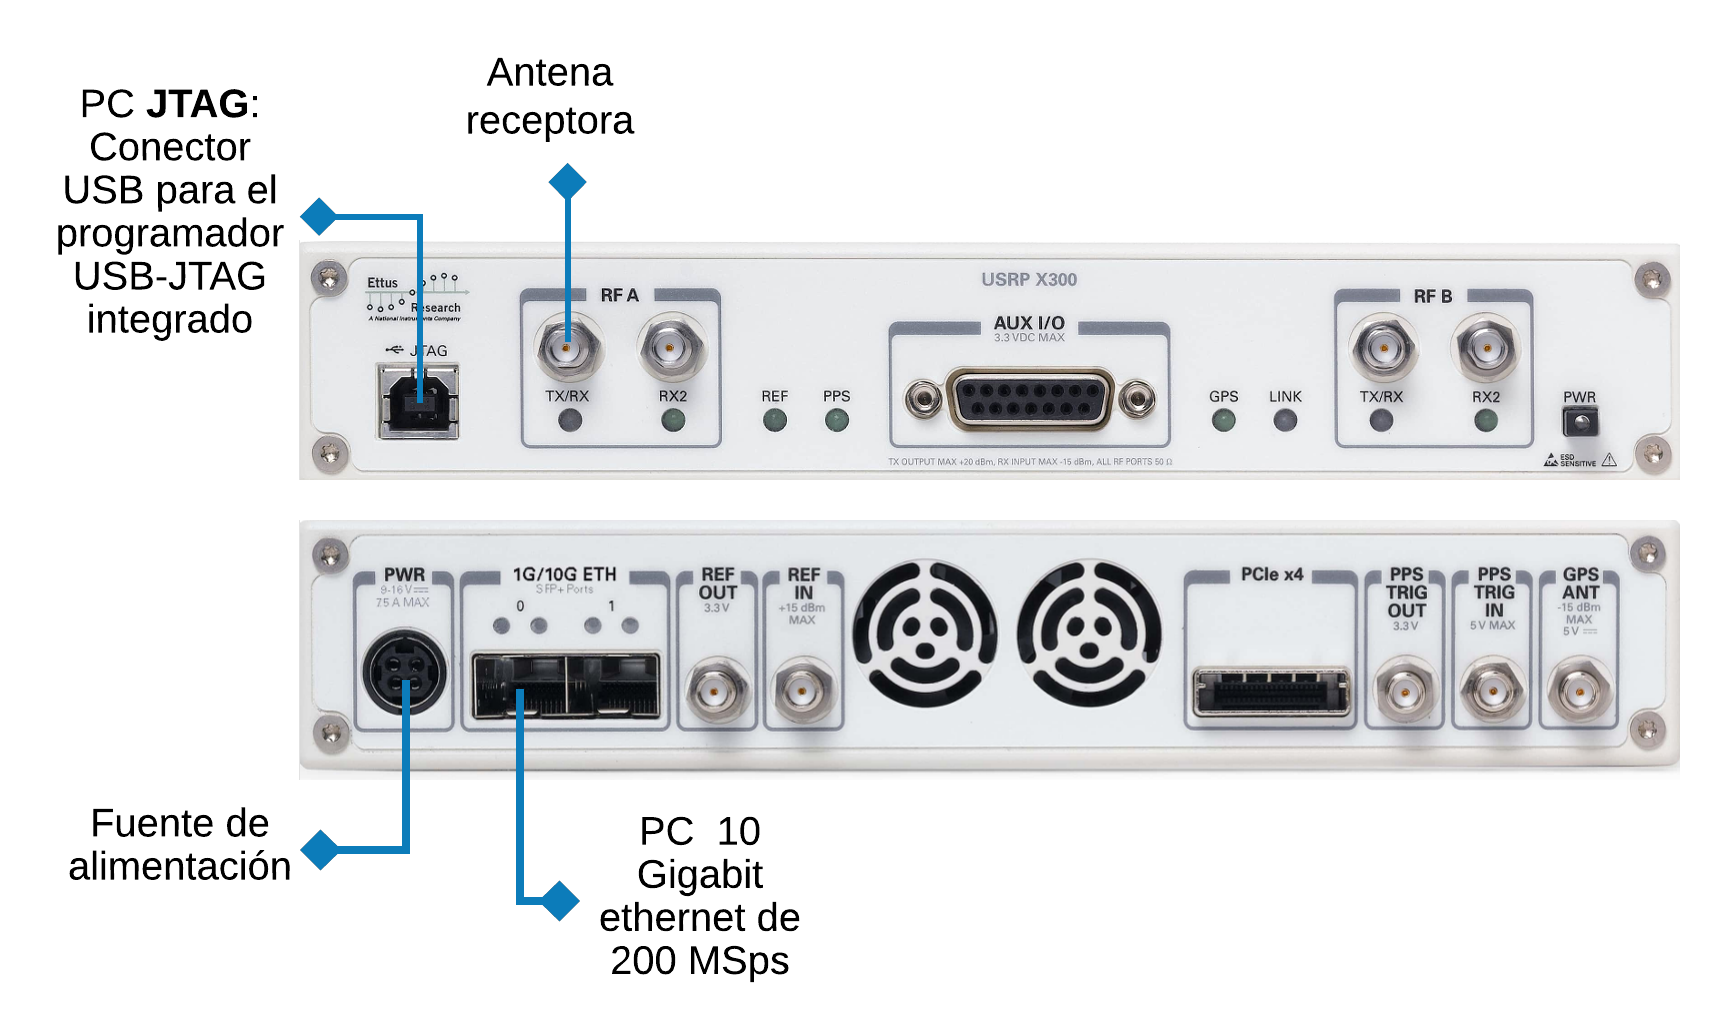 Antena
receptora
PC JTAG:
Conector
USB para el
programador
USB-JTAG
integrado
Ettus
Research
A National Instruments Company
JTAG
RF A
TX/RX
RX2
REF
PPS
USRP X300
AUX I/O
3.3 VDC MAX
TX OUTPUT MAX +20 dBm, RX INPUT MAX -15 dBm, ALL RF PORTS 50 Ω
GPS
LINK
RF B
TX/RX
RX2
PWR
ESD
SENSITIVE
PWR
9-16 V
7.5 A MAX
1G/10G ETH
SFP+ Ports
0
1
REF
OUT
3.3 V
REF
IN
+15 dBm
MAX
PCIe x4
PPS
TRIG
OUT
3.3 V
PPS
TRIG
IN
5 V MAX
GPS
ANT
-15 dBm
MAX
5 V
Fuente de
alimentación
PC 10
Gigabit
ethernet de
200 MSps